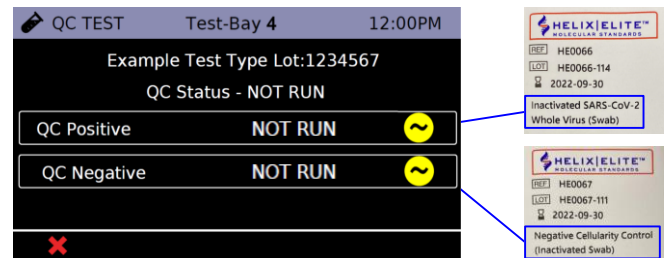 QC TEST Test-Bay 4 12:00PM
Example Test Type Lot:1234567
QC Status - NOT RUN
QC Positive NOT RUN ~
QC Negative NOT RUN ~
HELIX|ELITE™
MOLECULAR STANDARDS
REF HE0066
LOT HE0066-114
2022-09-30
Inactivated SARS-CoV-2
Whole Virus (Swab)
HELIX|ELITE™
MOLECULAR STANDARDS
REF HE0067
LOT HE0067-111
2022-09-30
Negative Cellularity Control
(Inactivated Swab)